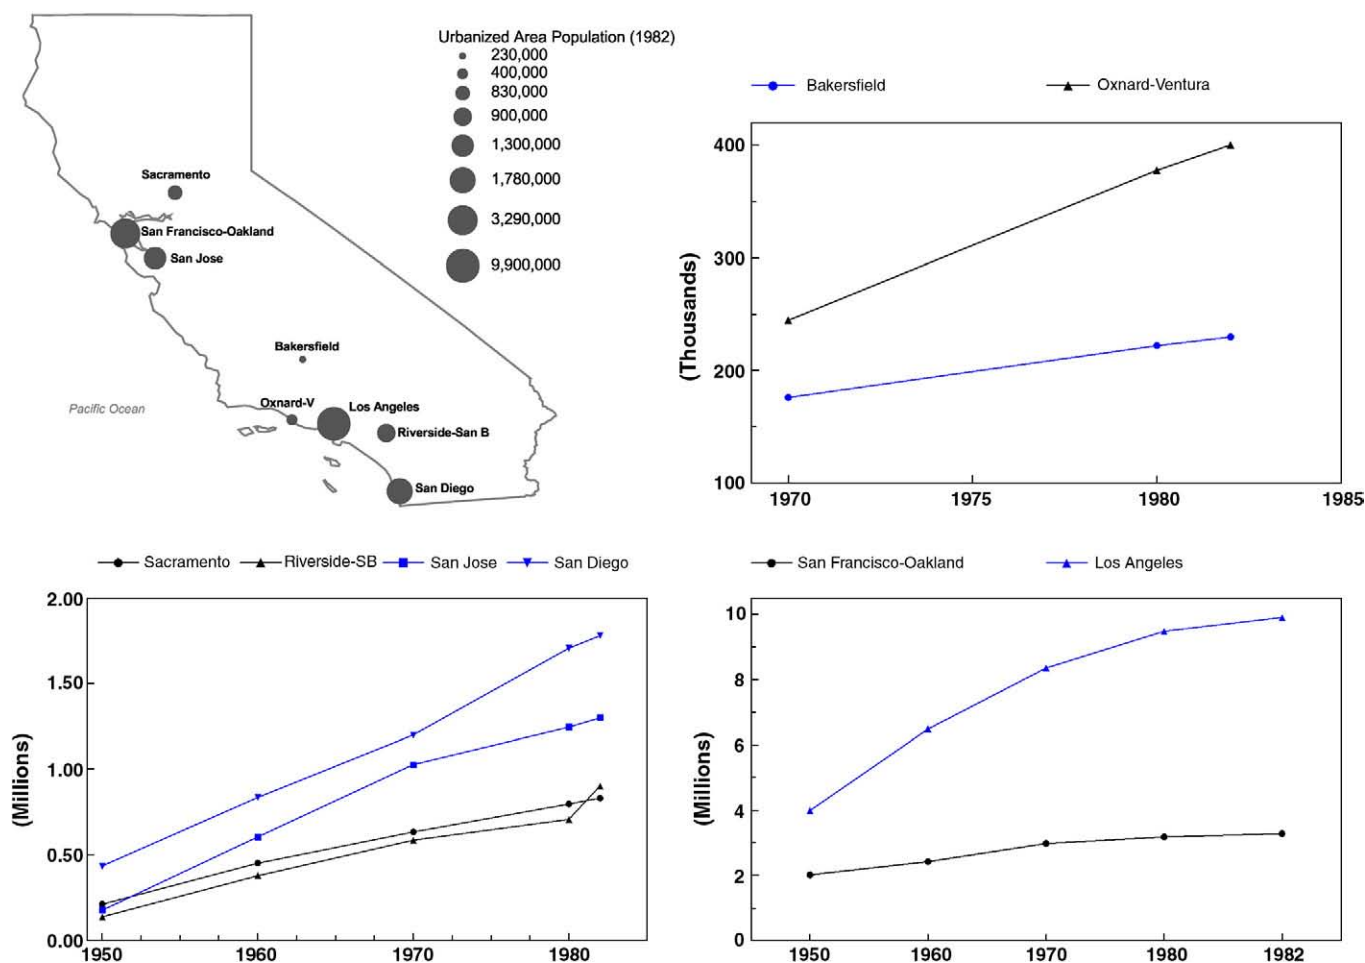 Urbanized Area Population (1982)
230,000
400,000
830,000
900,000
1,300,000
1,780,000
3,290,000
9,900,000
Sacramento
San Francisco-Oakland
San Jose
Bakersfield
Oxnard-V
Los Angeles
Riverside-San B
San Diego
Pacific Ocean
Bakersfield Oxnard-Ventura
(Thousands)
400
300
200
100
1970 1975 1980 1985
Sacramento Riverside-SB San Jose San Diego
(Millions)
2.00
1.50
1.00
0.50
0.00
1950 1960 1970 1980
San Francisco-Oakland Los Angeles
(Millions)
10
8
6
4
2
0
1950 1960 1970 1980 1982